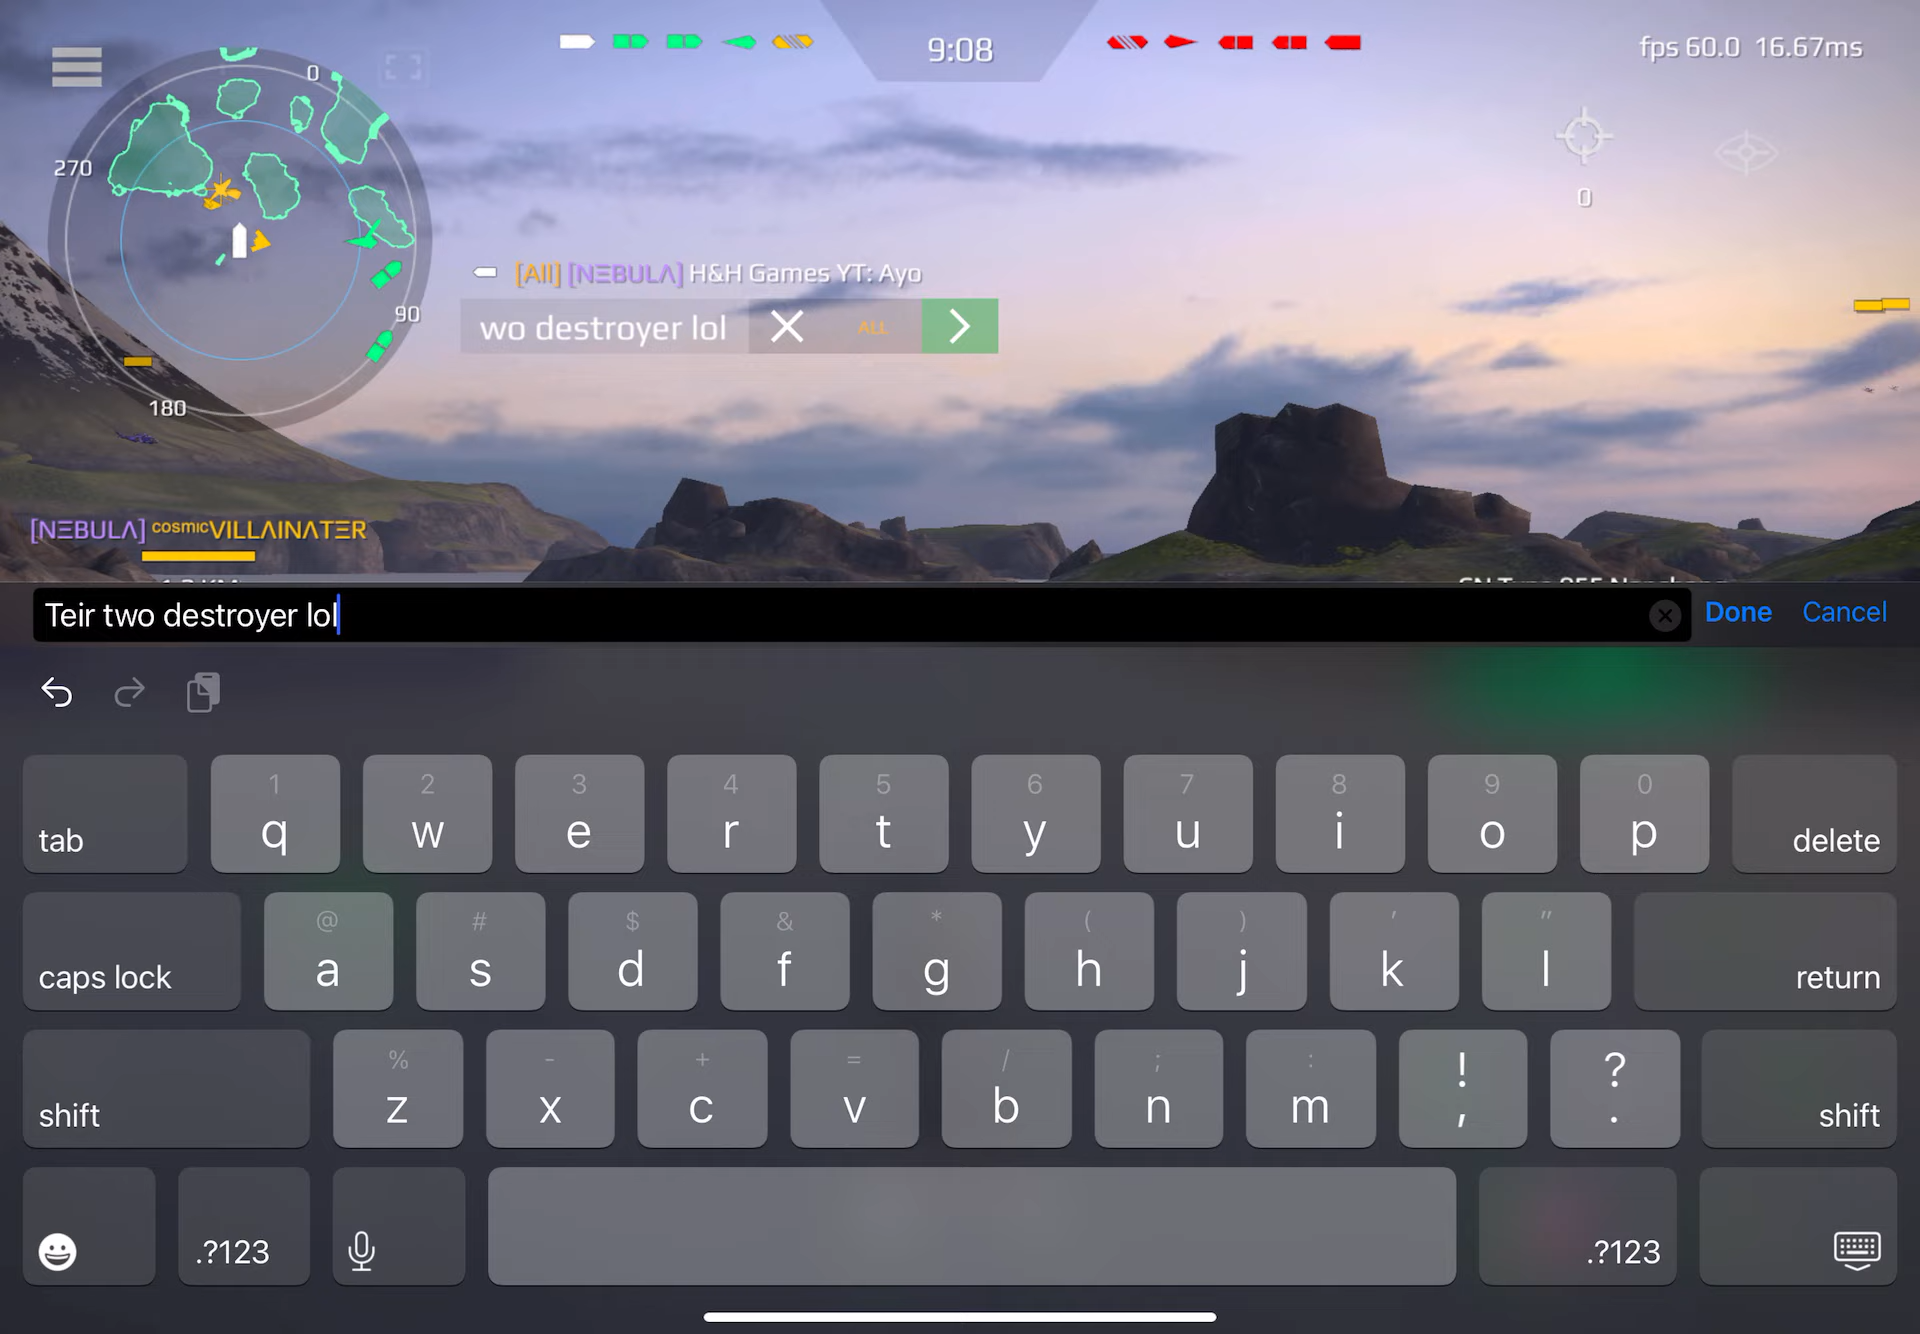 9:08
fps 60.0 16.67ms
0
270
90
180
0
[All] [NEBULA] H&H Games YT: Ayo
wo destroyer lol
ALL
[NEBULA] cosmicVILLAINATER
Teir two destroyer lol
Done
Cancel
tab
1 2 3 4 5 6 7 8 9 0
q w e r t y u i o p
delete
caps lock
@ # $ & * ( ) ' "
a s d f g h j k l
return
shift
% - + = / ; : ! ?
z x c v b n m , .
shift
.?123
.?123